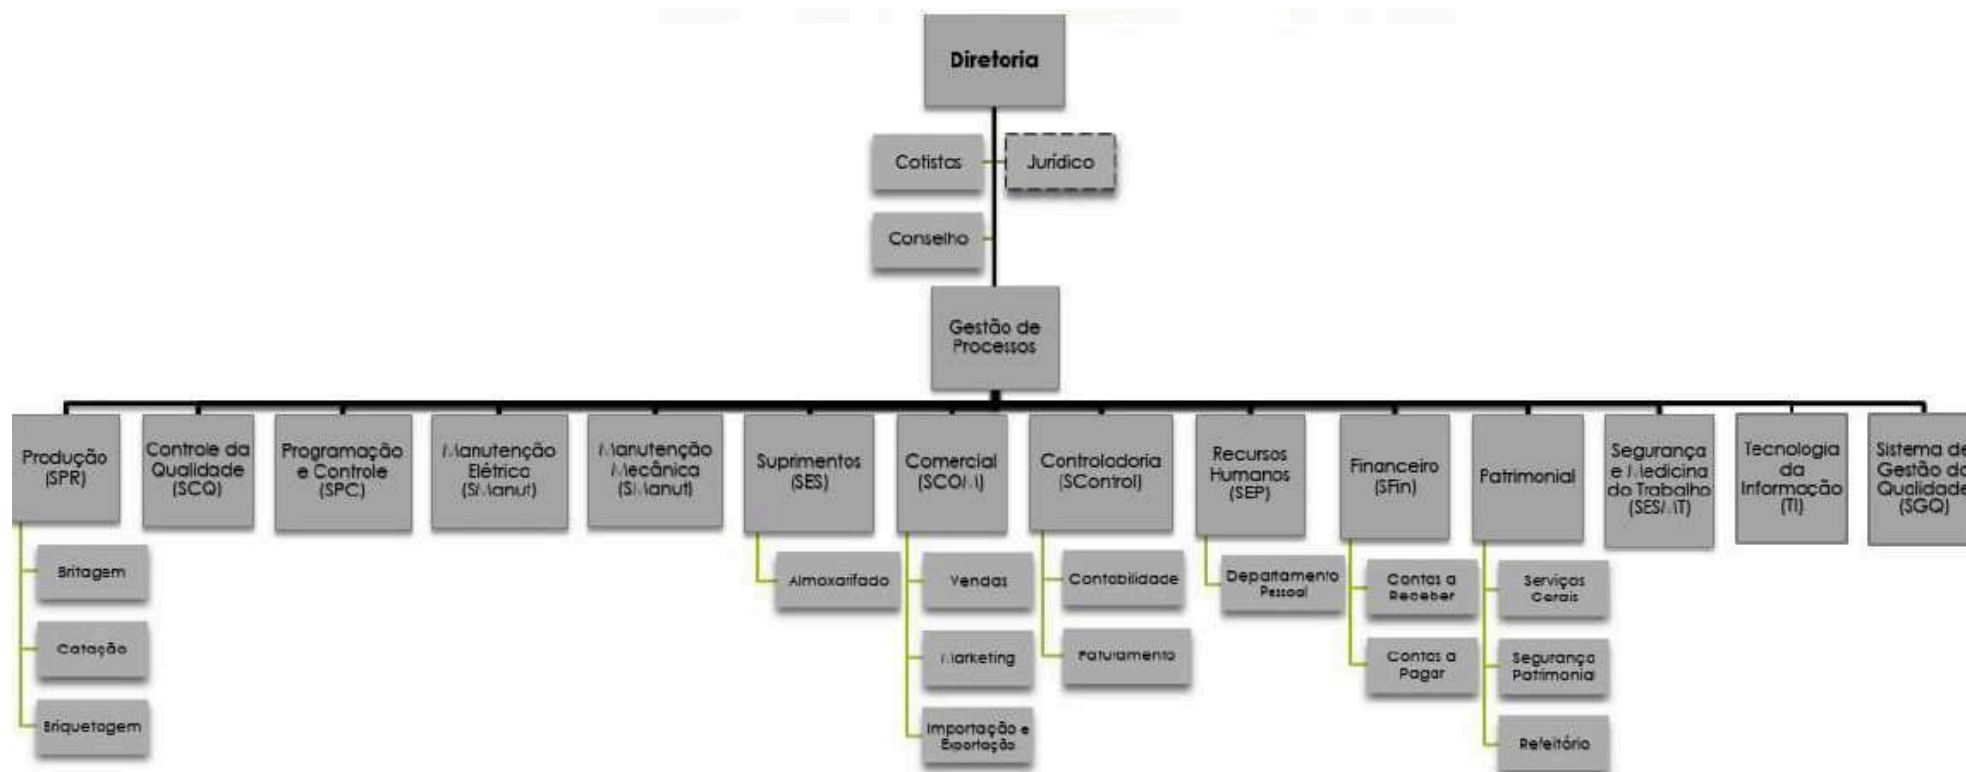 Diretoria
Cotistas
Jurídico
Conselho
Gestão de
Processos
Produção
(SPR)
Controle da
Qualidade
(SCQ)
Programação
e Controle
(SPC)
Manutenção
Elétrica
(SManut)
Manutenção
Mecânica
(SManut)
Suprimentos
(SES)
Comercial
(SCOM)
Controladoria
(SControl)
Recursos
Humanos
(SEP)
Financeiro
(SFin)
Patrimonial
Segurança
e Medicina
do Trabalho
(SESMT)
Tecnologia
da
Informação
(TI)
Sistema de
Gestão da
Qualidade
(SGQ)
Britagem
Catação
Briquetagem
Almoxarifado
Vendas
Marketing
Importação e
Exportação
Contabilidade
Faturamento
Departamento
Pessoal
Contas a
Receber
Contas a
Pagar
Serviços
Gerais
Segurança
Patrimonial
Refeitório